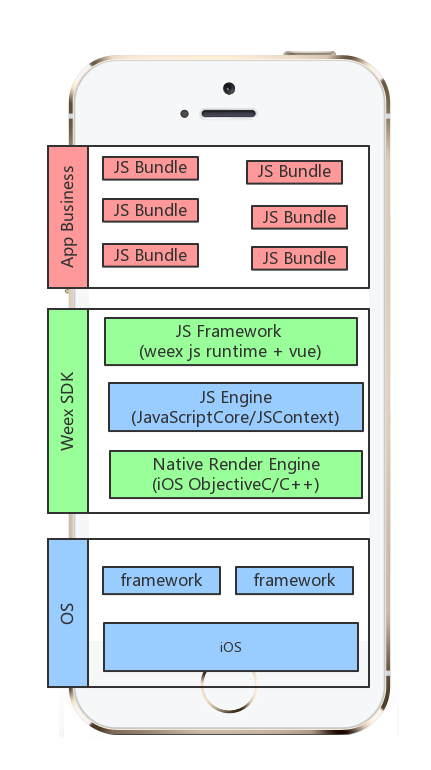 App Business
JS Bundle
JS Bundle
JS Bundle
JS Bundle
JS Bundle
JS Bundle
Weex SDK
JS Framework
(weex js runtime + vue)
JS Engine
(JavaScriptCore/JSContext)
Native Render Engine
(iOS ObjectiveC/C++)
OS
framework
framework
iOS